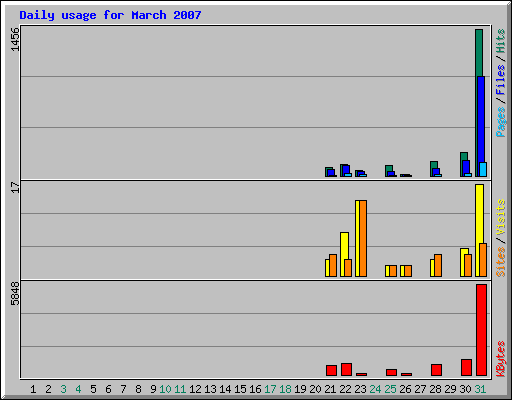 Daily usage for March 2007
1456
17
5848
Pages / Files / Hits
Sites / Visits
KBytes
1 2 3 4 5 6 7 8 9 10 11 12 13 14 15 16 17 18 19 20 21 22 23 24 25 26 27 28 29 30 31